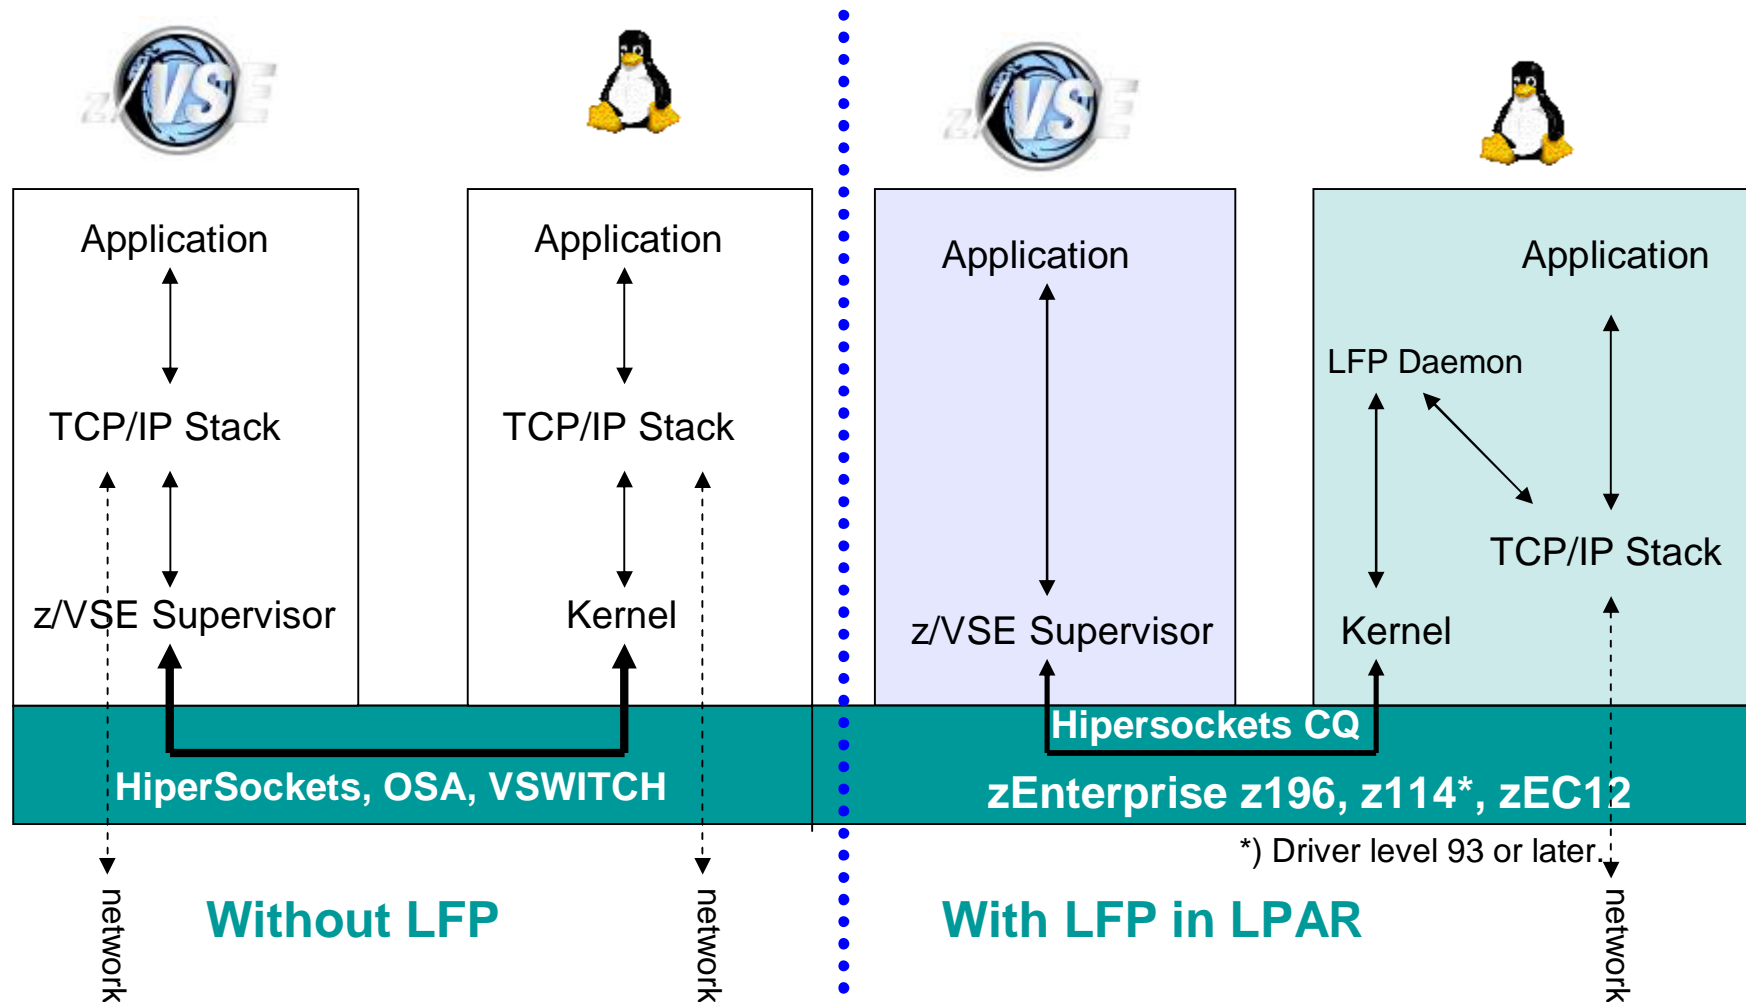 z/VSE
z/VSE
Application
Application
Application
Application
LFP Daemon
TCP/IP Stack
TCP/IP Stack
TCP/IP Stack
z/VSE Supervisor
Kernel
z/VSE Supervisor
Kernel
Hipersockets CQ
HiperSockets, OSA, VSWITCH
zEnterprise z196, z114*, zEC12
*) Driver level 93 or later.
network
Without LFP
network
With LFP in LPAR
network